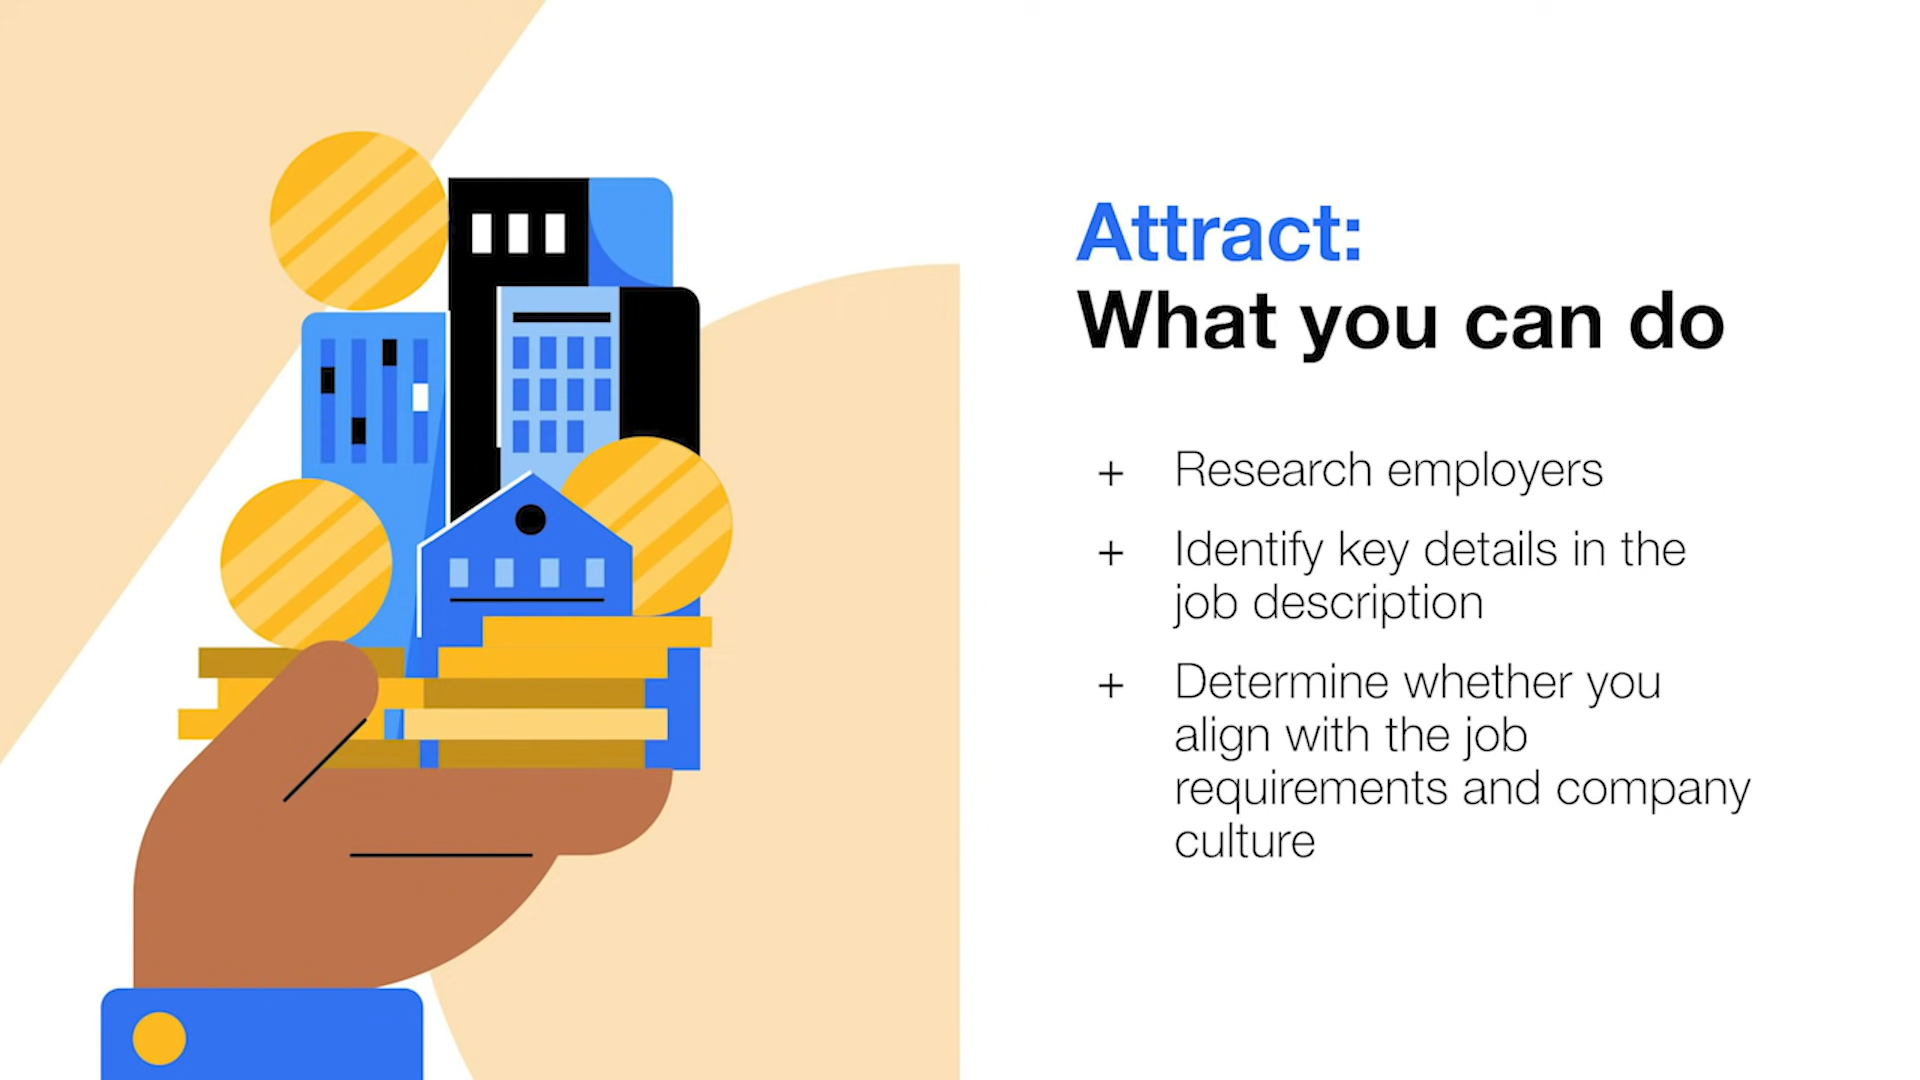 Attract:
What you can do
+ Research employers
+ Identify key details in the
job description
+ Determine whether you
align with the job
requirements and company
culture